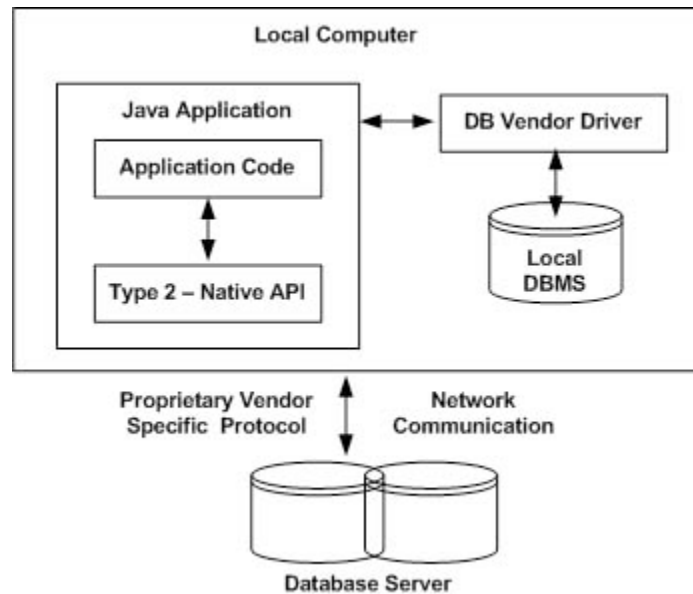 Local Computer
Java Application
Application Code
Type 2 – Native API
DB Vendor Driver
Local
DBMS
Proprietary Vendor
Specific Protocol
Network
Communication
Database Server